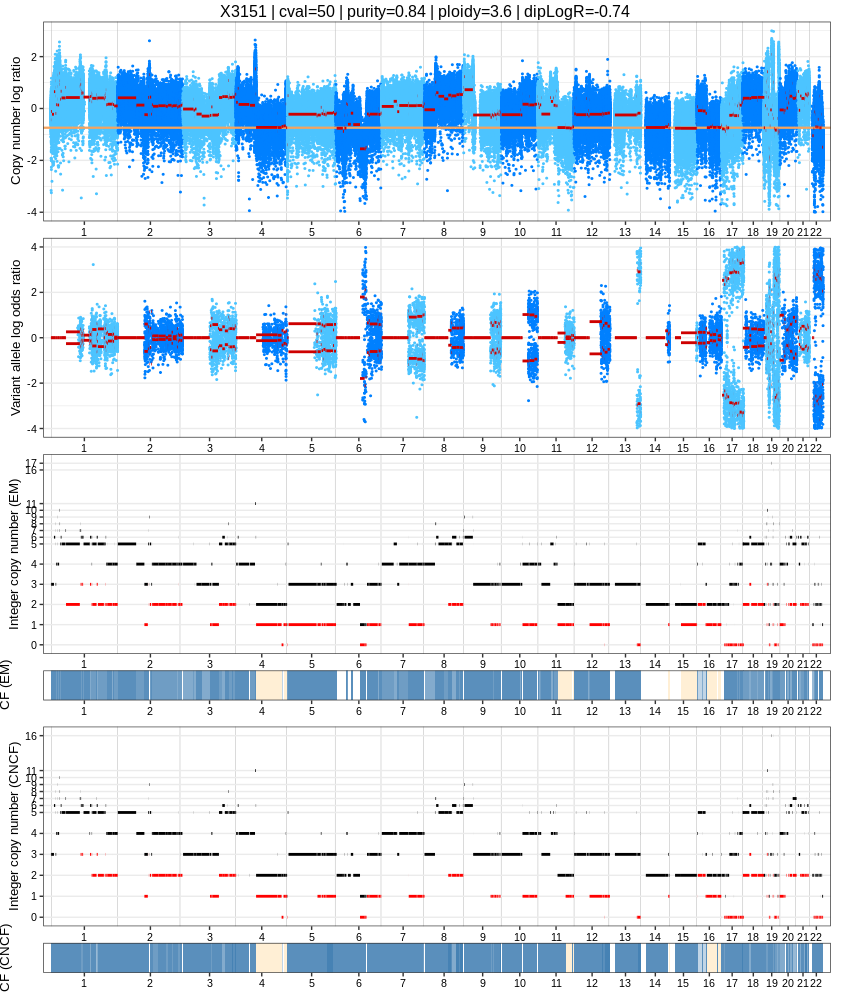 X3151 | cval=50 | purity=0.84 | ploidy=3.6 | dipLogR=-0.74
Copy number log ratio
2
0
-2
-4
1 2 3 4 5 6 7 8 9 10 11 12 13 14 15 16 17 18 19 20 21 22
Variant allele log odds ratio
4
2
0
-2
-4
1 2 3 4 5 6 7 8 9 10 11 12 13 14 15 16 17 18 19 20 21 22
Integer copy number (EM)
17
16
11
10
9
8
7
6
5
4
3
2
1
0
1 2 3 4 5 6 7 8 9 10 11 12 13 14 15 16 17 18 19 20 21 22
CF (EM)
1 2 3 4 5 6 7 8 9 10 11 12 13 14 15 16 17 18 19 20 21 22
Integer copy number (CNCF)
16
11
10
9
8
7
6
5
4
3
2
1
0
1 2 3 4 5 6 7 8 9 10 11 12 13 14 15 16 17 18 19 20 21 22
CF (CNCF)
1 2 3 4 5 6 7 8 9 10 11 12 13 14 15 16 17 18 19 20 21 22